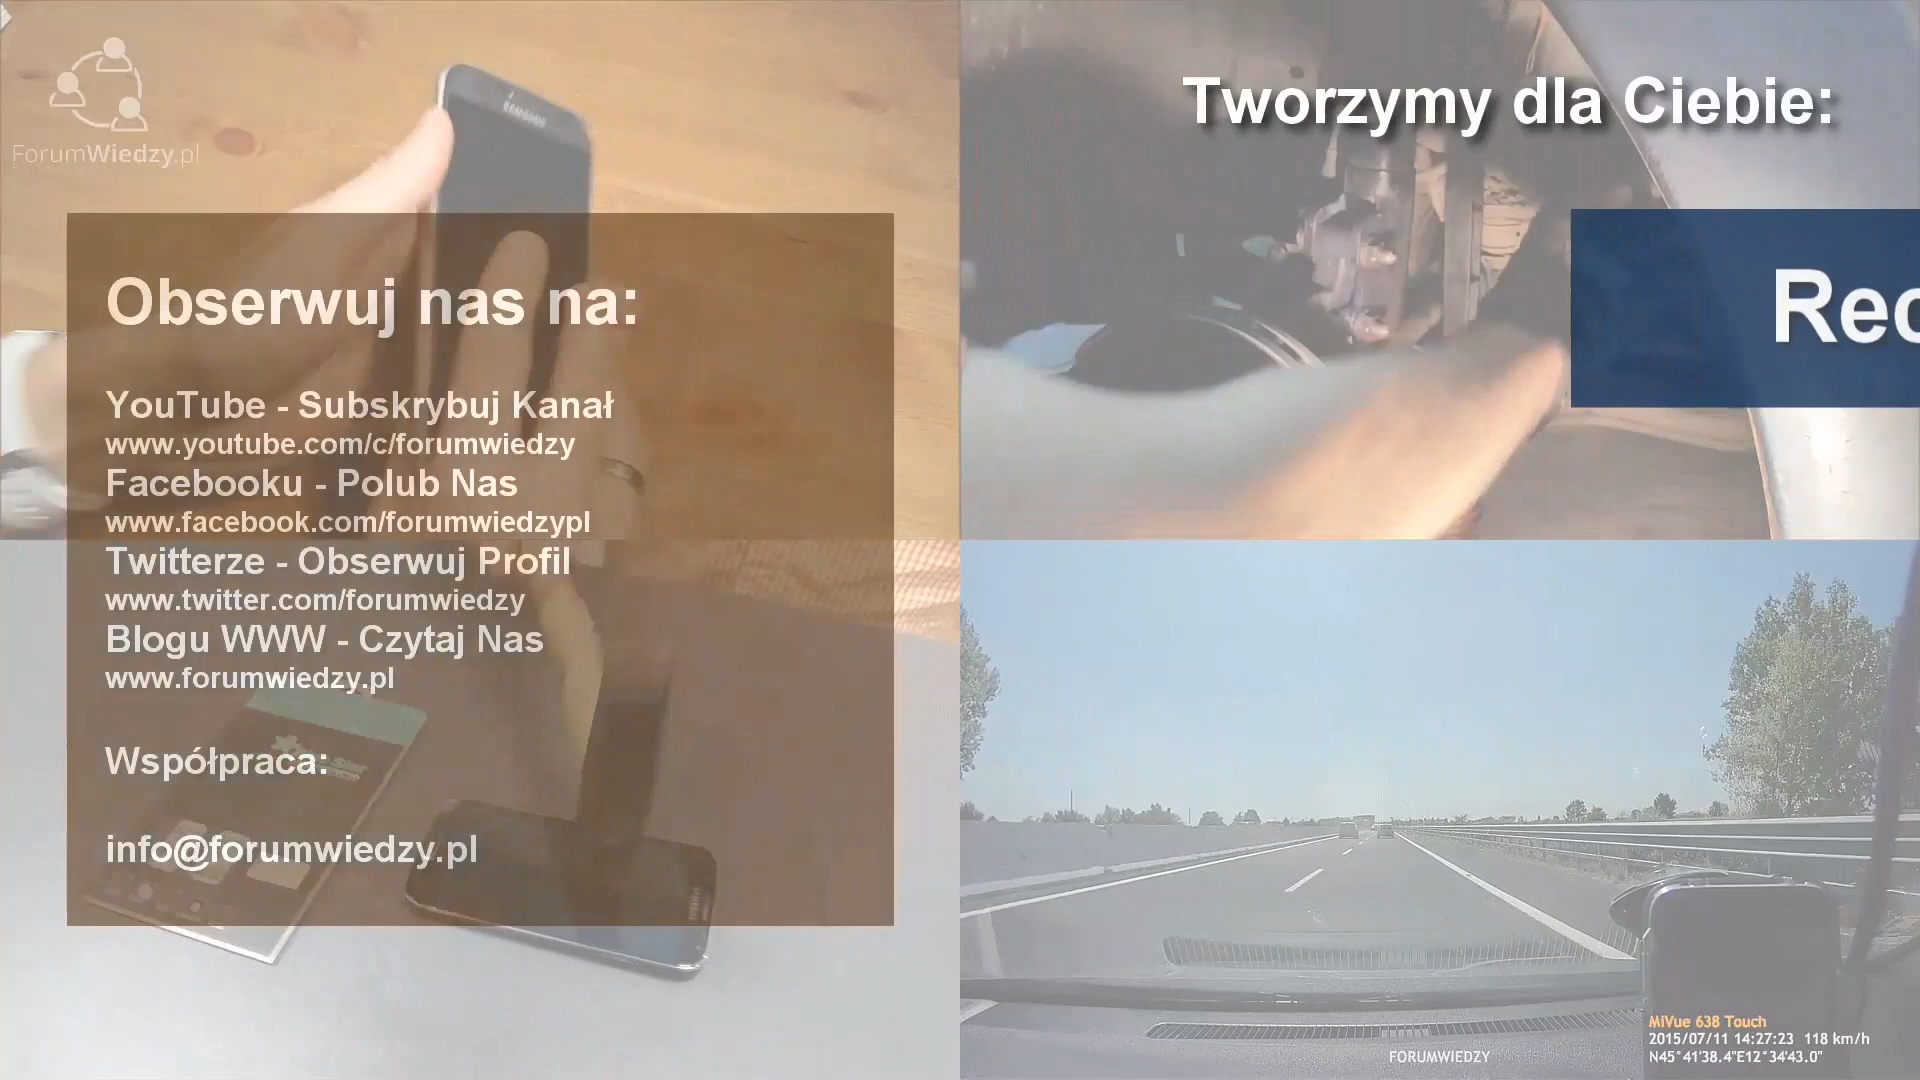 ForumWiedzy.pl
SAMSUNG
Tworzymy dla Ciebie:
Rec
Obserwuj nas na:
YouTube - Subskrybuj Kanał
www.youtube.com/c/forumwiedzy
Facebooku - Polub Nas
www.facebook.com/forumwiedzypl
Twitterze - Obserwuj Profil
www.twitter.com/forumwiedzy
Blogu WWW - Czytaj Nas
www.forumwiedzy.pl
Współpraca:
info@forumwiedzy.pl
SAMSUNG
MiVue 638 Touch
2015/07/11 14:27:23 118 km/h
N45°41'38.4"E12°34'43.0"
FORUMWIEDZY